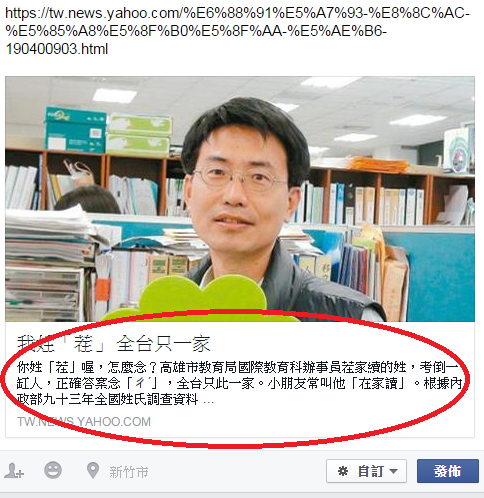 https://tw.news.yahoo.com/%E6%88%91%E5%A7%93-%E8%8C%AC-
%E5%85%A8%E5%8F%B0%E5%8F%AA-%E5%AE%B6-
190400903.html
我姓「茬」 全台只一家
你姓「茬」喔，怎麼念？高雄市教育局國際教育科辦事員茬家續的姓，考倒一
缸人，正確答案念「ㄔˊ」，全台只此一家。小朋友常叫他「在家讀」。根據內
政部九十三年全國姓氏調查資料 ...
TW.NEWS.YAHOO.COM
新竹市
自訂
發佈